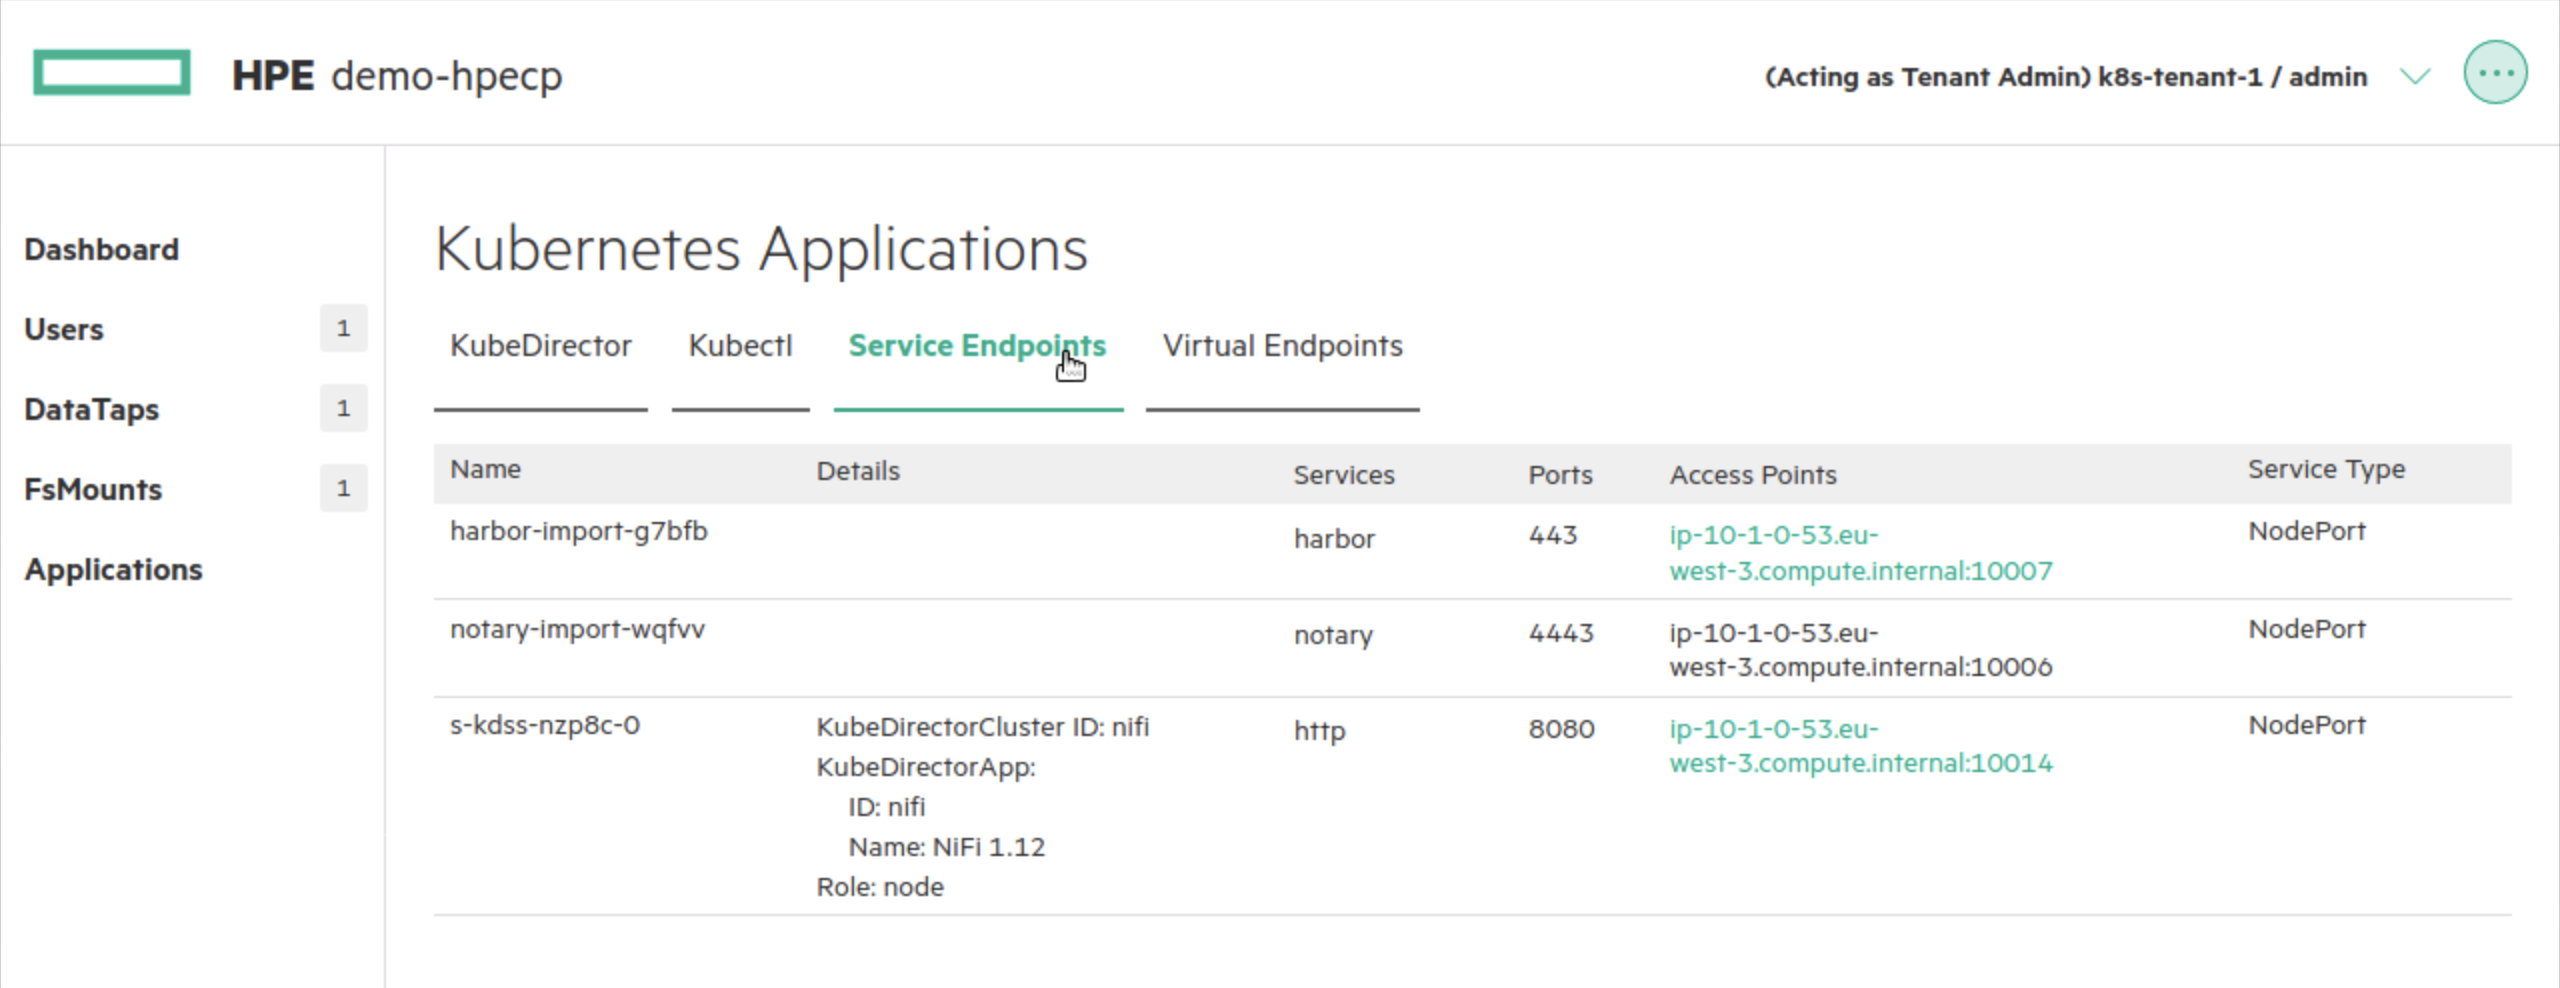 HPE demo-hpecp
(Acting as Tenant Admin) k8s-tenant-1 / admin
Dashboard
Users 1
DataTaps 1
FsMounts 1
Applications
Kubernetes Applications
KubeDirector Kubectl Service Endpoints Virtual Endpoints
Name Details Services Ports Access Points Service Type
harbor-import-g7bfb harbor 443 ip-10-1-0-53.eu- NodePort
west-3.compute.internal:10007
notary-import-wqfvv notary 4443 ip-10-1-0-53.eu- NodePort
west-3.compute.internal:10006
s-kdss-nzp8c-0 KubeDirectorCluster ID: nifi http 8080 ip-10-1-0-53.eu- NodePort
KubeDirectorApp: west-3.compute.internal:10014
ID: nifi
Name: NiFi 1.12
Role: node